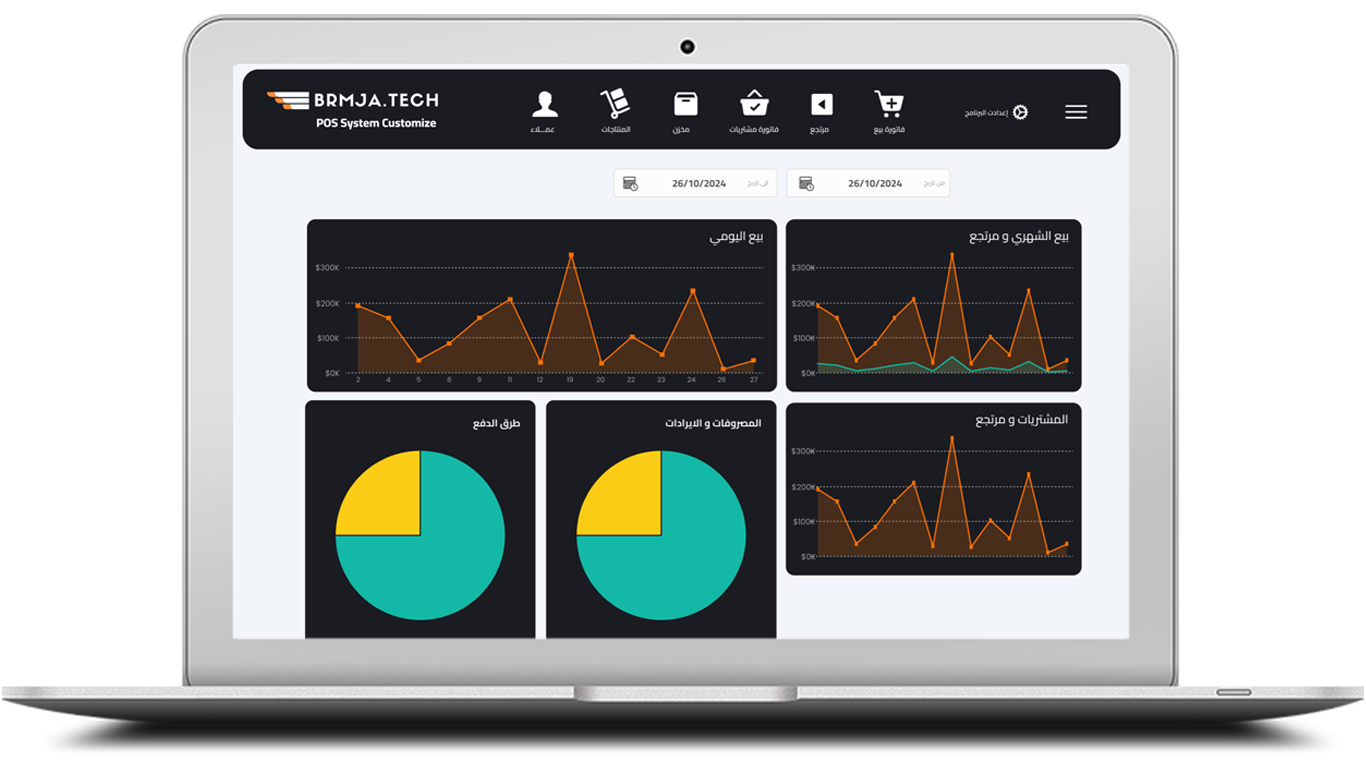 BRMJA.TECH
POS System Customize
عمـــلاء
المنتاجات
مخزن
فاتورة مشتريات
مرتجع
فاتورة بيع
إعدادت البرنامج
من تاريخ
26/10/2024
الى تاريخ
26/10/2024
بيع اليومي
$300K
$200K
$100K
$0K
2 4 5 6 9 11 12 19 20 22 23 24 26 27
بيع الشهري و مرتجع
$300K
$200K
$100K
$0K
طرق الدفع
المصروفات و الايرادات
المشتريات و مرتجع
$300K
$200K
$100K
$0K